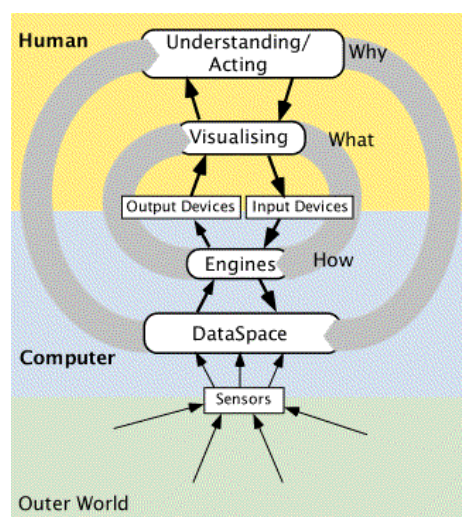 Human
Understanding/
Acting
Why
Visualising
What
Output Devices
Input Devices
Engines
How
DataSpace
Computer
Sensors
Outer World